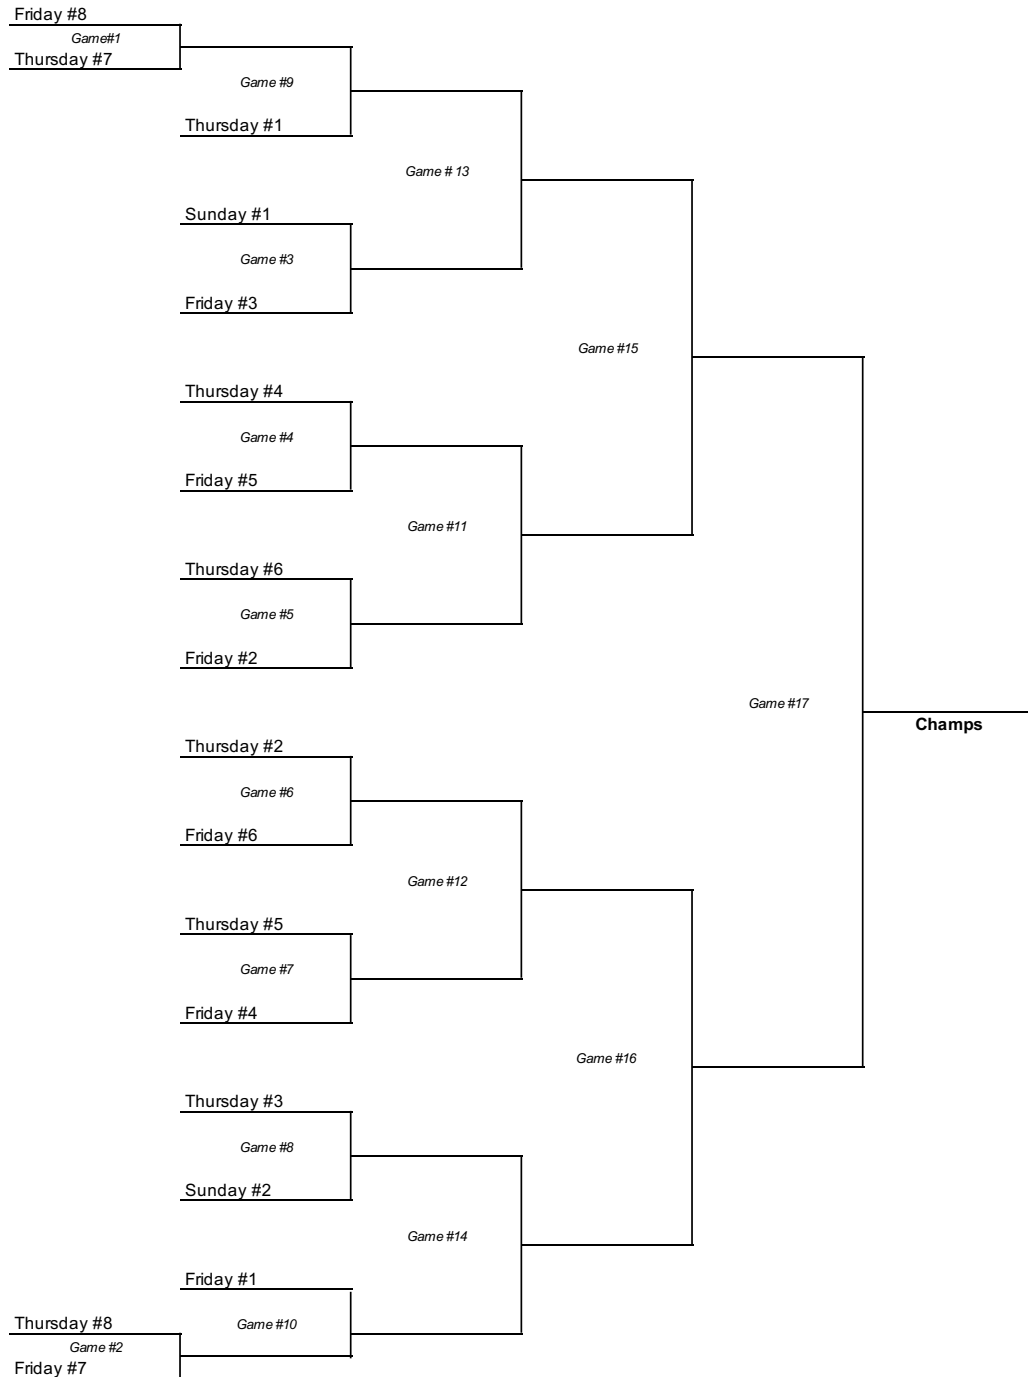 Friday #8
Game#1
Thursday #7
Game #9
Thursday #1
Game # 13
Sunday #1
Game #3
Friday #3
Game #15
Thursday #4
Game #4
Friday #5
Game #11
Thursday #6
Game #5
Friday #2
Game #17
Champs
Thursday #2
Game #6
Friday #6
Game #12
Thursday #5
Game #7
Friday #4
Game #16
Thursday #3
Game #8
Sunday #2
Game #14
Friday #1
Thursday #8
Game #10
Game #2
Friday #7